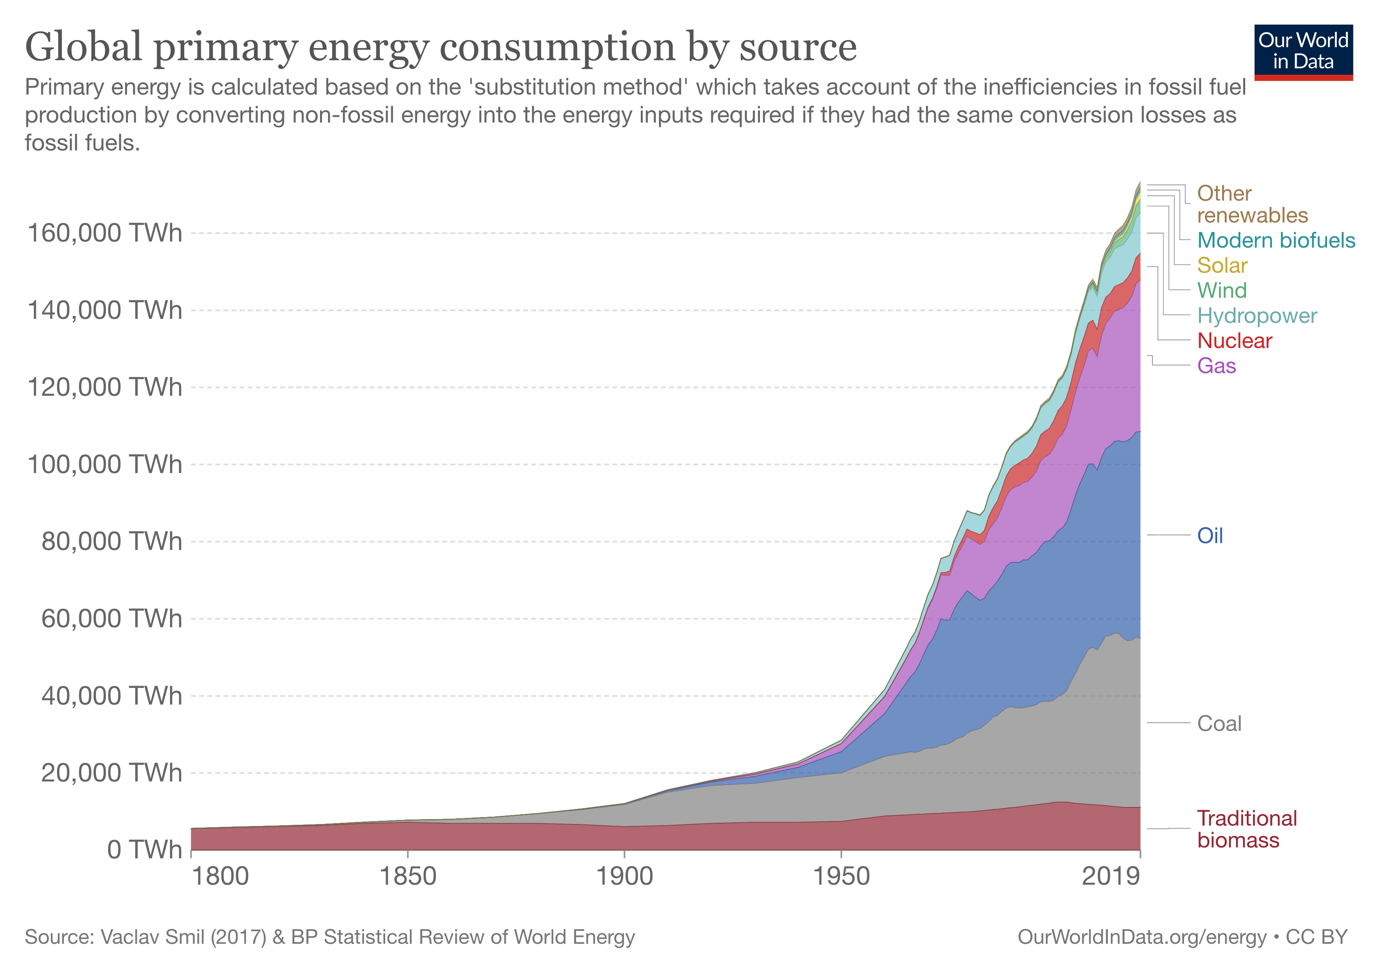 Global primary energy consumption by source
Our World
in Data
Primary energy is calculated based on the 'substitution method' which takes account of the inefficiencies in fossil fuel
production by converting non-fossil energy into the energy inputs required if they had the same conversion losses as
fossil fuels.
160,000 TWh
140,000 TWh
120,000 TWh
100,000 TWh
80,000 TWh
60,000 TWh
40,000 TWh
20,000 TWh
0 TWh
Other
renewables
Modern biofuels
Solar
Wind
Hydropower
Nuclear
Gas
Oil
Coal
Traditional
biomass
1800
1850
1900
1950
2019
Source: Vaclav Smil (2017) & BP Statistical Review of World Energy
OurWorldInData.org/energy • CC BY